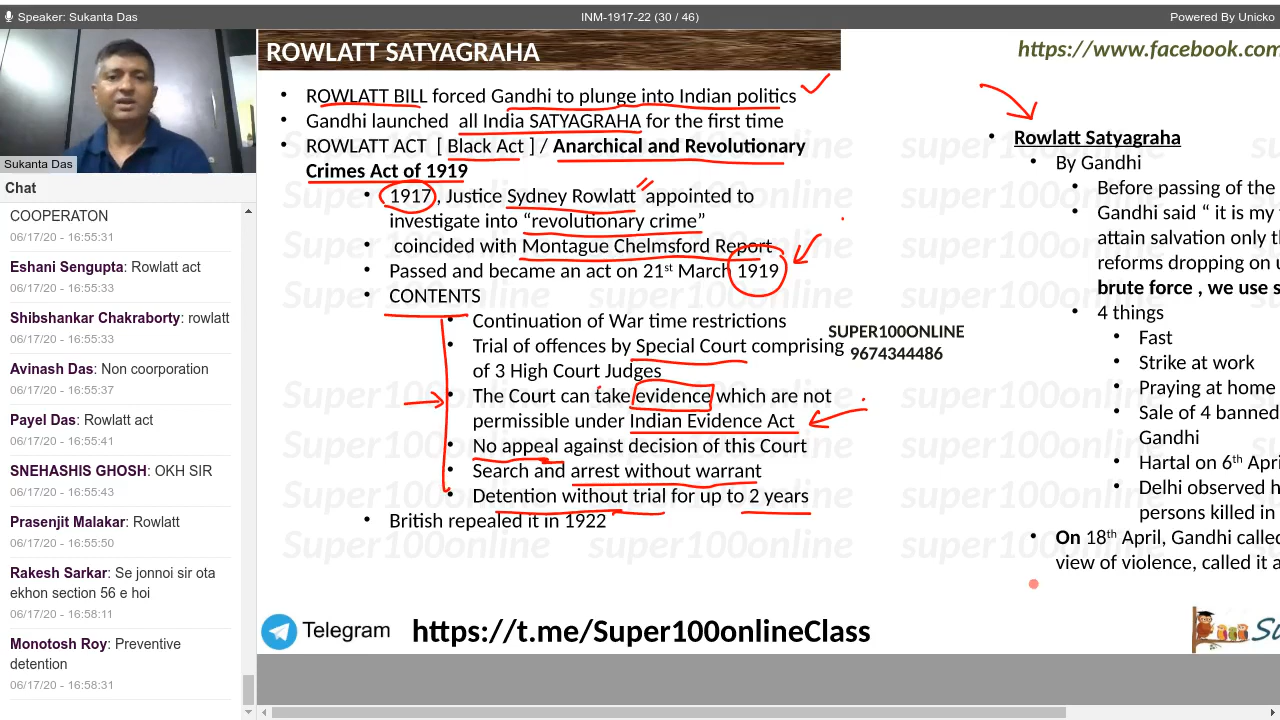 Speaker: Sukanta Das
INM-1917-22 (30 / 46)
Powered By Unicko
Sukanta Das
Chat
COOPERATON
06/17/20 - 16:55:31
Eshani Sengupta: Rowlatt act
06/17/20 - 16:55:33
Shibshankar Chakraborty: rowlatt
06/17/20 - 16:55:33
Avinash Das: Non coorporation
06/17/20 - 16:55:37
Payel Das: Rowlatt act
06/17/20 - 16:55:41
SNEHASHIS GHOSH: OKH SIR
06/17/20 - 16:55:43
Prasenjit Malakar: Rowlatt
06/17/20 - 16:55:50
Rakesh Sarkar: Se jonnoi sir ota
ekhon section 56 e hoi
06/17/20 - 16:58:11
Monotosh Roy: Preventive
detention
06/17/20 - 16:58:31
ROWLATT SATYAGRAHA
https://www.facebook.com
• ROWLATT BILL forced Gandhi to plunge into Indian politics
• Gandhi launched all India SATYAGRAHA for the first time
• ROWLATT ACT [ Black Act ] / Anarchical and Revolutionary
Crimes Act of 1919
• 1917 , Justice Sydney Rowlatt appointed to
investigate into “revolutionary crime”
• coincided with Montague Chelmsford Report
• Passed and became an act on 21st March 1919
• CONTENTS
• Continuation of War time restrictions
• Trial of offences by Special Court comprising
of 3 High Court Judges
• The Court can take evidence which are not
permissible under Indian Evidence Act
• No appeal against decision of this Court
• Search and arrest without warrant
• Detention without trial for up to 2 years
• British repealed it in 1922
SUPER100ONLINE
9674344486
• Rowlatt Satyagraha
• By Gandhi
• Before passing of the
• Gandhi said “ it is my
attain salvation only
reforms dropping on
brute force , we use
• 4 things
• Fast
• Strike at work
• Praying at home
• Sale of 4 banned
Gandhi
• Hartal on 6th
• Delhi observed
persons killed in
• On 18th April, Gandhi
view of violence, called it
super100online
Telegram
https://t.me/Super100onlineClass